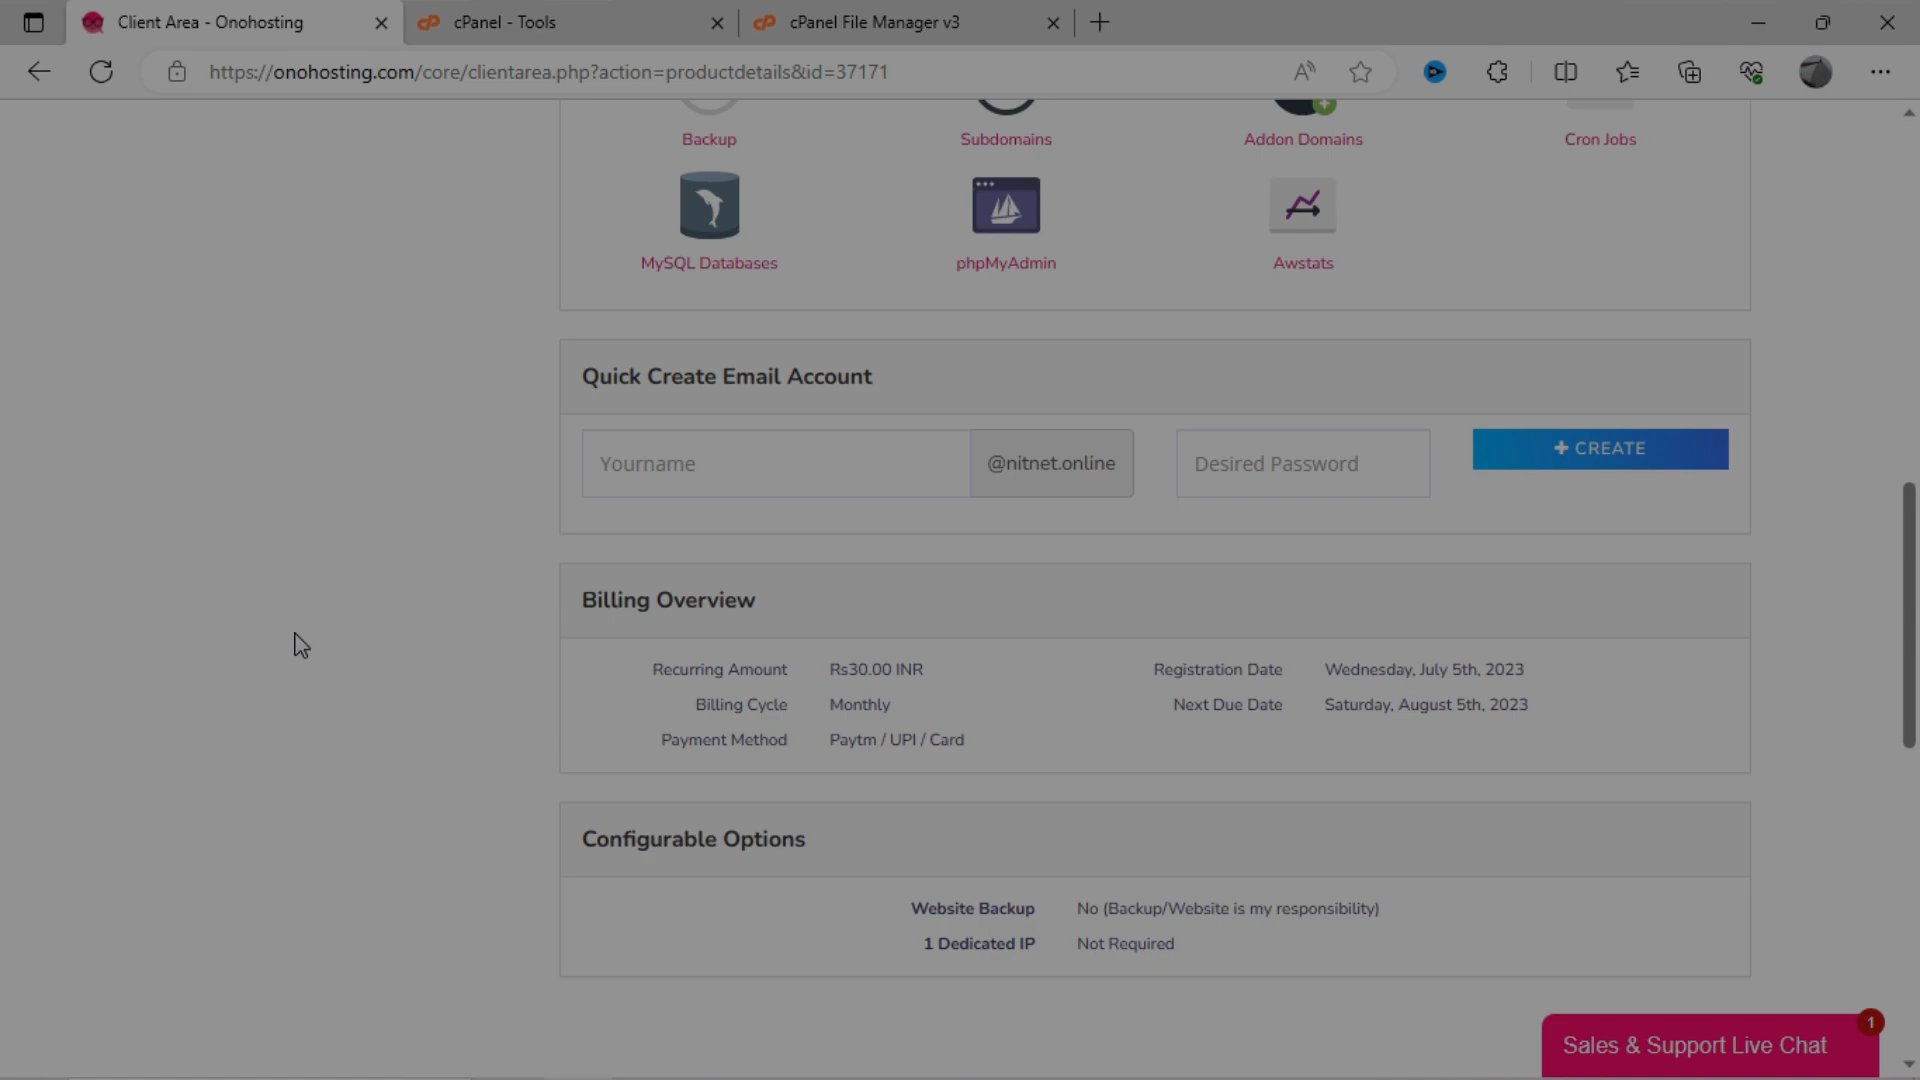 Client Area - Onohosting
cPanel - Tools
cPanel File Manager v3
https://onohosting.com/core/clientarea.php?action=productdetails&id=37171
Backup
Subdomains
Addon Domains
Cron Jobs
MySQL Databases
phpMyAdmin
Awstats
Quick Create Email Account
Yourname
@nitnet.online
Desired Password
+ CREATE
Billing Overview
Recurring Amount Rs30.00 INR
Registration Date Wednesday, July 5th, 2023
Billing Cycle Monthly
Next Due Date Saturday, August 5th, 2023
Payment Method Paytm / UPI / Card
Configurable Options
Website Backup No (Backup/Website is my responsibility)
1 Dedicated IP Not Required
1
Sales & Support Live Chat